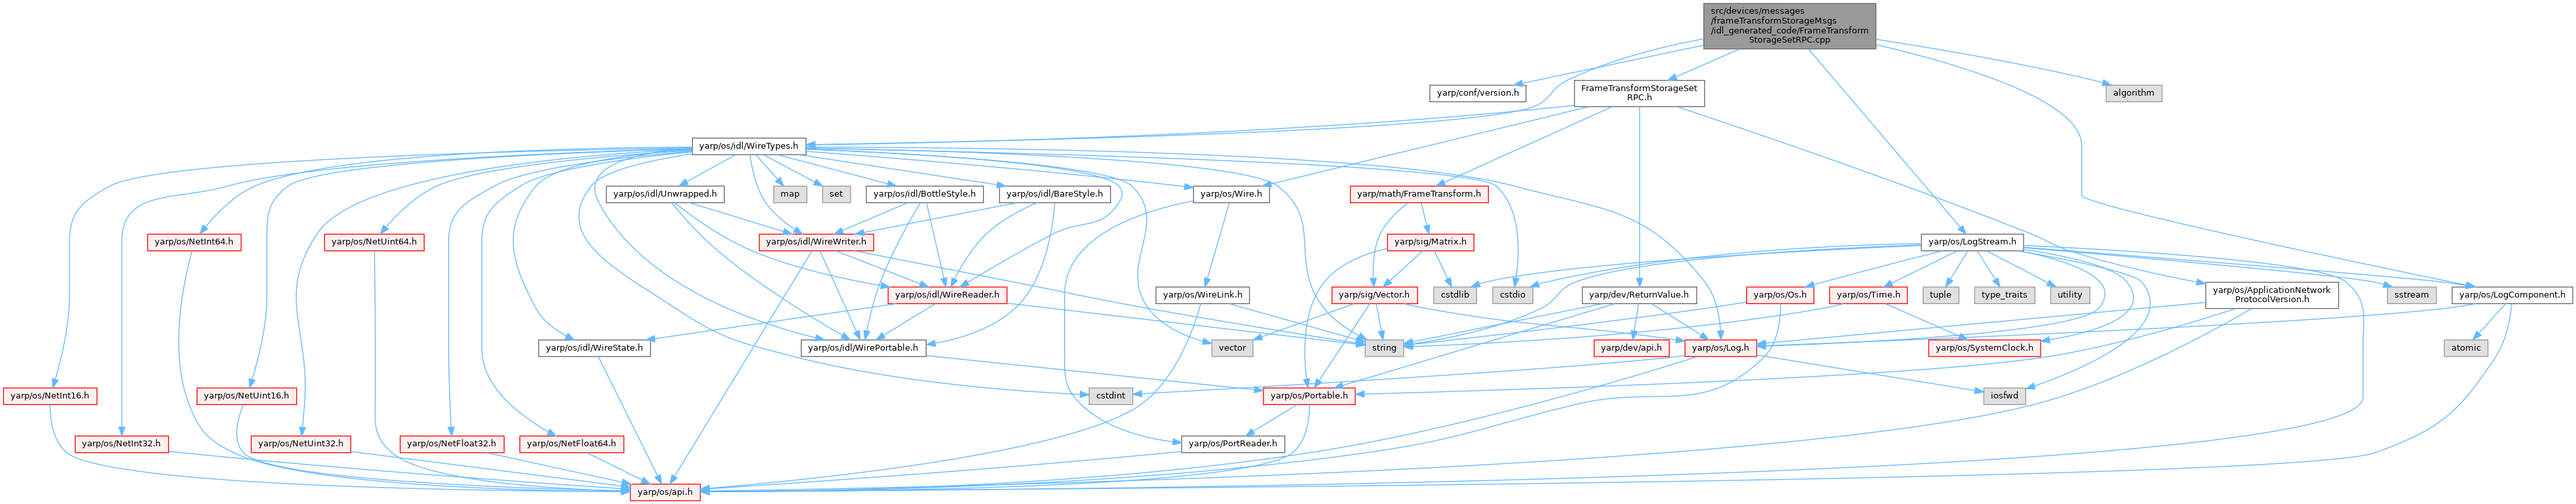 src/devices/messages
/frameTransformStorageMsgs
/idl_generated_code/FrameTransform
StorageSetRPC.cpp
yarp/conf/version.h
FrameTransformStorageSet
RPC.h
algorithm
yarp/os/idl/WireTypes.h
yarp/os/idl/Unwrapped.h
map
set
yarp/os/idl/BottleStyle.h
yarp/os/idl/BareStyle.h
yarp/os/Wire.h
yarp/math/FrameTransform.h
yarp/os/NetInt64.h
yarp/os/NetUint64.h
yarp/os/idl/WireWriter.h
yarp/sig/Matrix.h
yarp/os/LogStream.h
yarp/os/idl/WireReader.h
yarp/os/WireLink.h
yarp/sig/Vector.h
cstdlib
cstdio
yarp/dev/ReturnValue.h
yarp/os/Os.h
yarp/os/Time.h
tuple
type_traits
utility
yarp/os/ApplicationNetwork
ProtocolVersion.h
sstream
yarp/os/LogComponent.h
yarp/os/idl/WireState.h
yarp/os/idl/WirePortable.h
vector
string
yarp/dev/api.h
yarp/os/Log.h
yarp/os/SystemClock.h
atomic
yarp/os/NetInt16.h
yarp/os/NetUint16.h
cstdint
yarp/os/Portable.h
iosfwd
yarp/os/NetInt32.h
yarp/os/NetUint32.h
yarp/os/NetFloat32.h
yarp/os/NetFloat64.h
yarp/os/PortReader.h
yarp/os/api.h